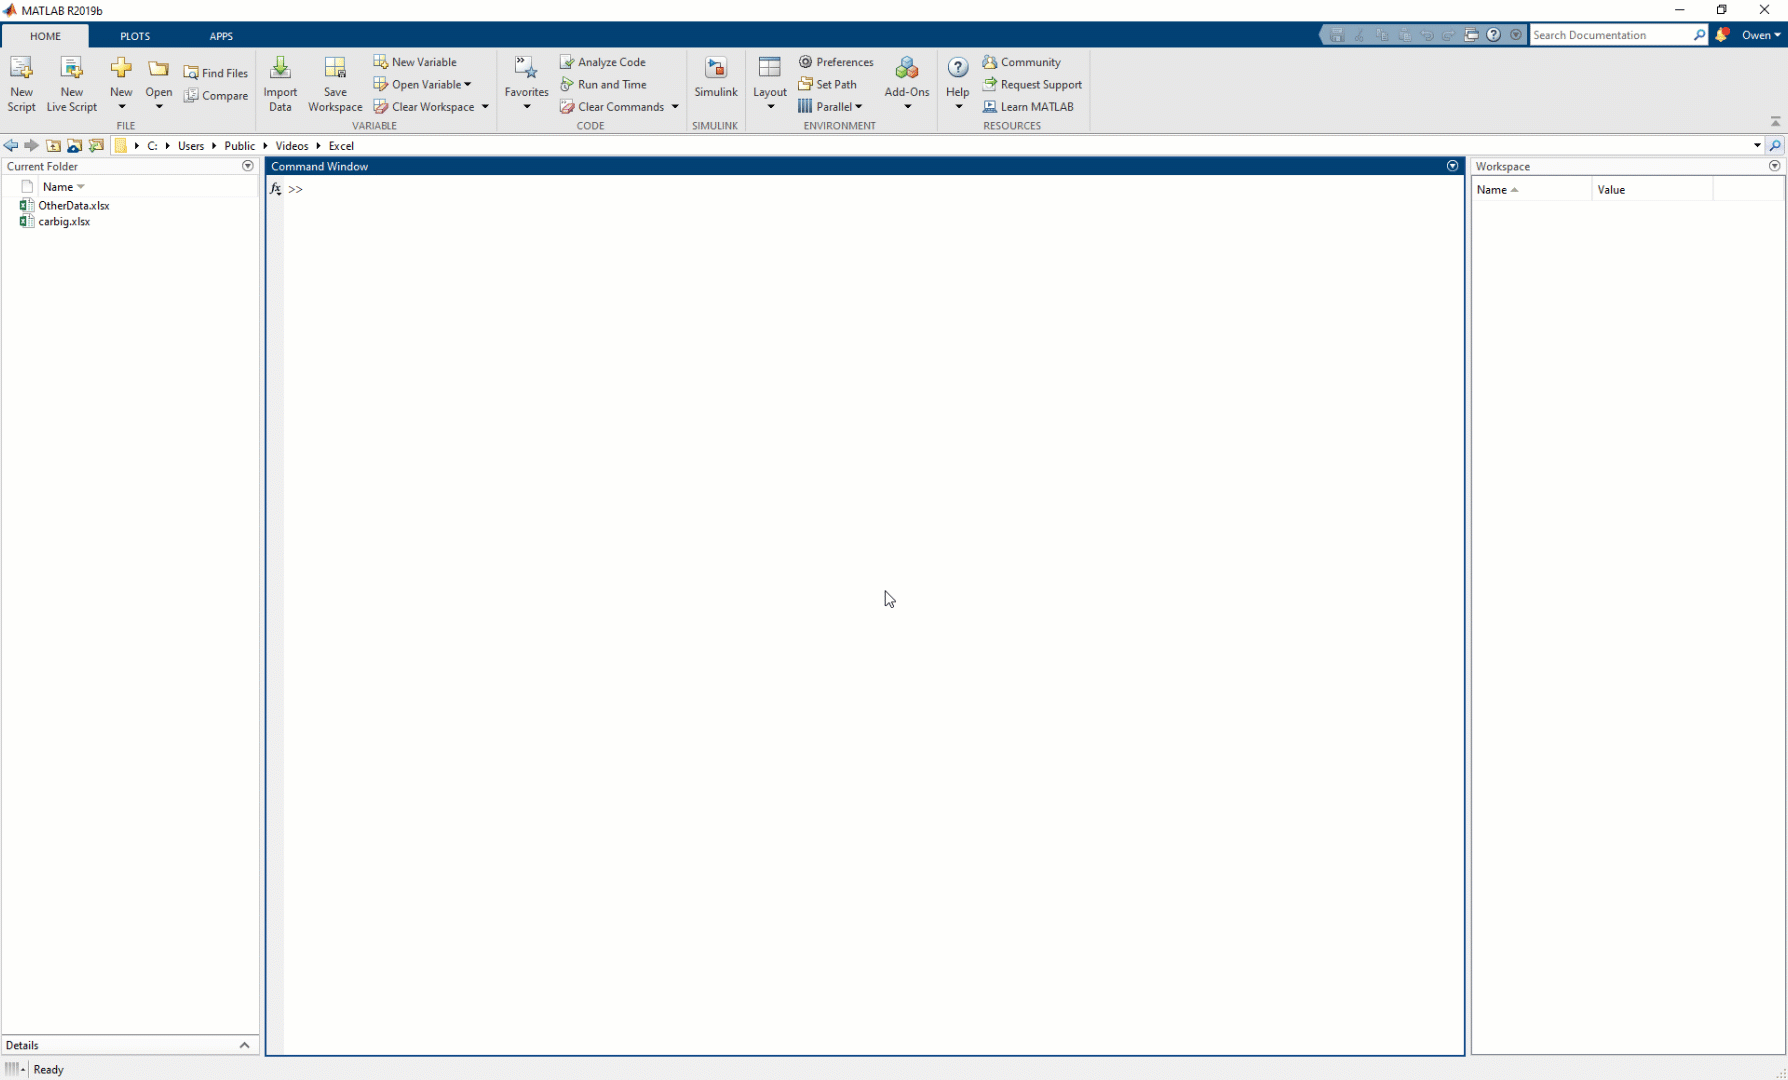 MATLAB R2019b
HOME PLOTS APPS
Search Documentation
Owen
New Script
New Live Script
New
Open
Find Files
Compare
FILE
Import Data
Save Workspace
New Variable
Open Variable
Clear Workspace
VARIABLE
Favorites
Analyze Code
Run and Time
Clear Commands
CODE
Simulink
SIMULINK
Layout
Preferences
Set Path
Parallel
Add-Ons
ENVIRONMENT
Help
Community
Request Support
Learn MATLAB
RESOURCES
C: Users Public Videos Excel
Current Folder
Name
OtherData.xlsx
carbig.xlsx
Command Window
fx >>
Workspace
Name Value
Details
Ready